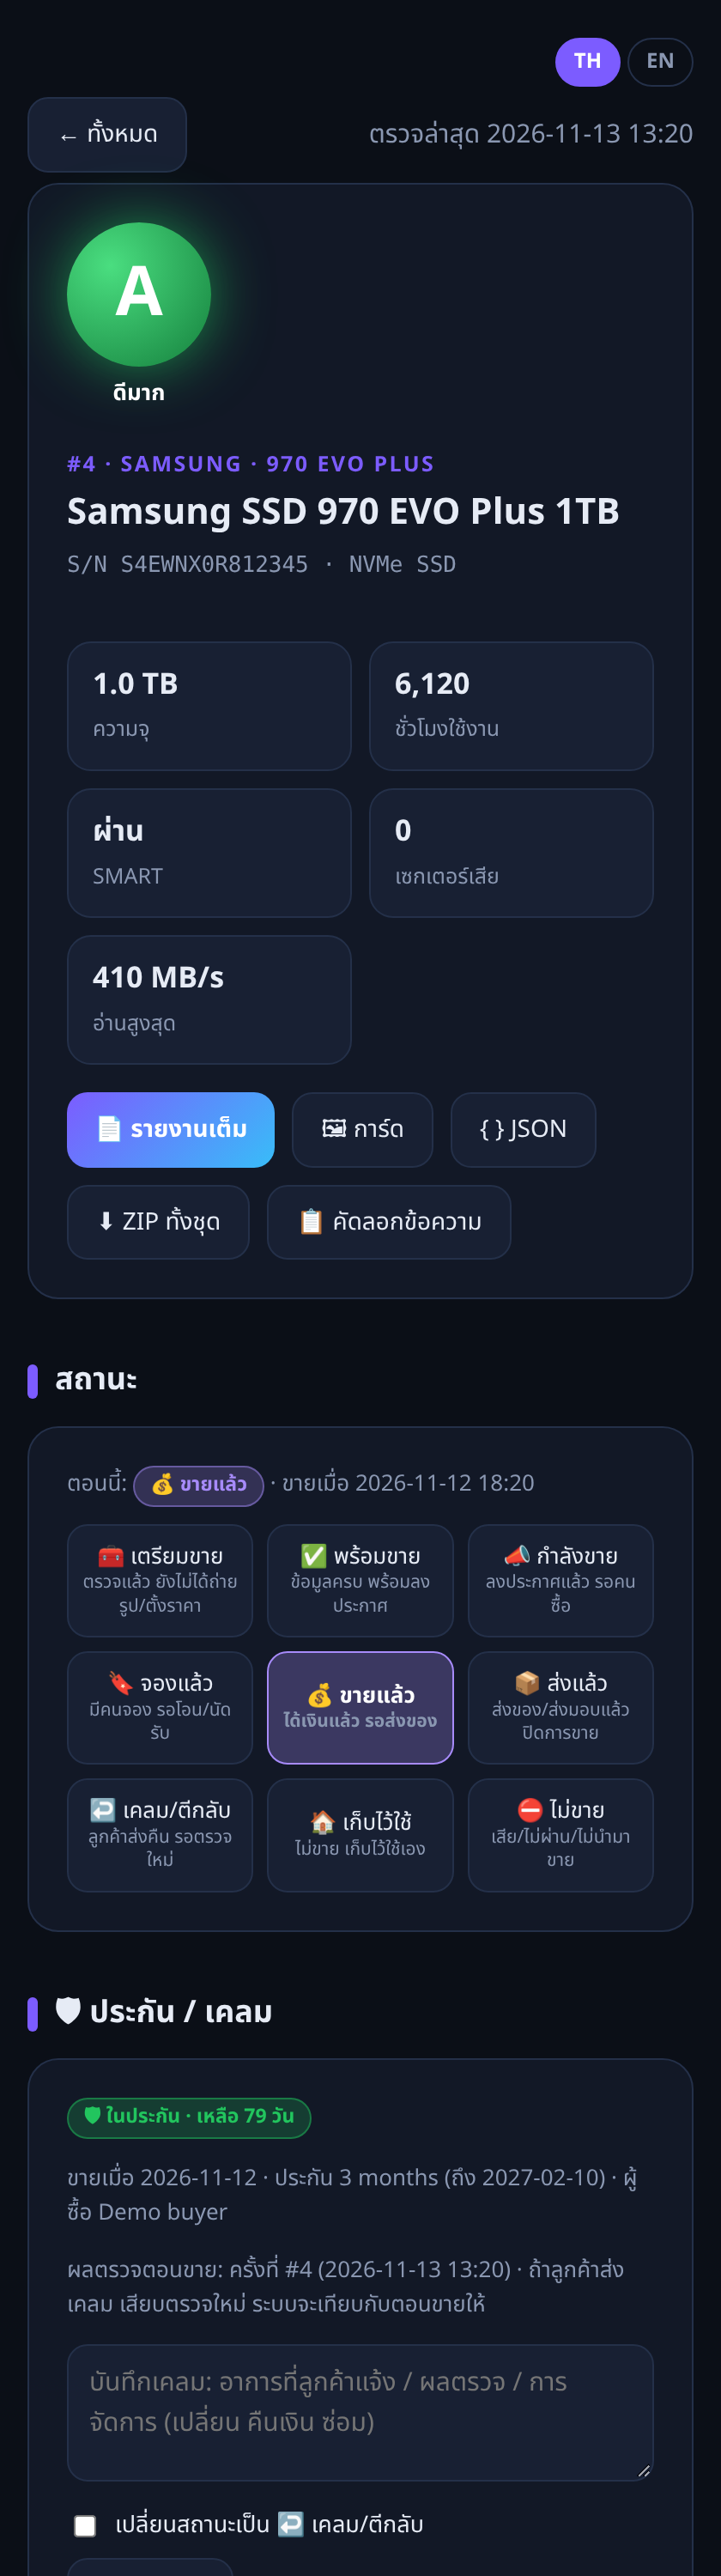 TH EN
← ทั้งหมด ตรวจล่าสุด 2026-11-13 13:20
A
ดีมาก
#4 · SAMSUNG · 970 EVO PLUS
Samsung SSD 970 EVO Plus 1TB
S/N S4EWNX0R812345 · NVMe SSD
1.0 TB
ความจุ
6,120
ชั่วโมงใช้งาน
ผ่าน
SMART
0
เซกเตอร์เสีย
410 MB/s
อ่านสูงสุด
📄 รายงานเต็ม
🖼 การ์ด
{ } JSON
⬇ ZIP ทั้งชุด
📋 คัดลอกข้อความ
สถานะ
ตอนนี้: 💰 ขายแล้ว · ขายเมื่อ 2026-11-12 18:20
🧰 เตรียมขาย
ตรวจแล้ว ยังไม่ได้ถ่าย
รูป/ตั้งราคา
✅ พร้อมขาย
ข้อมูลครบ พร้อมลง
ประกาศ
📣 กำลังขาย
ลงประกาศแล้ว รอคน
ซื้อ
🔖 จองแล้ว
มีคนจอง รอโอน/นัด
รับ
💰 ขายแล้ว
ได้เงินแล้ว รอส่งของ
📦 ส่งแล้ว
ส่งของ/ส่งมอบแล้ว
ปิดการขาย
↩️ เคลม/ตีกลับ
ลูกค้าส่งคืน รอตรวจ
ใหม่
🏠 เก็บไว้ใช้
ไม่ขาย เก็บไว้ใช้เอง
⛔ ไม่ขาย
เสีย/ไม่ผ่าน/ไม่นำมา
ขาย
🛡 ประกัน / เคลม
🛡 ในประกัน · เหลือ 79 วัน
ขายเมื่อ 2026-11-12 · ประกัน 3 months (ถึง 2027-02-10) · ผู้
ซื้อ Demo buyer
ผลตรวจตอนขาย: ครั้งที่ #4 (2026-11-13 13:20) · ถ้าลูกค้าส่ง
เคลม เสียบตรวจใหม่ ระบบจะเทียบกับตอนขายให้
บันทึกเคลม: อาการที่ลูกค้าแจ้ง / ผลตรวจ / การ
จัดการ (เปลี่ยน คืนเงิน ซ่อม)
เปลี่ยนสถานะเป็น ↩️ เคลม/ตีกลับ